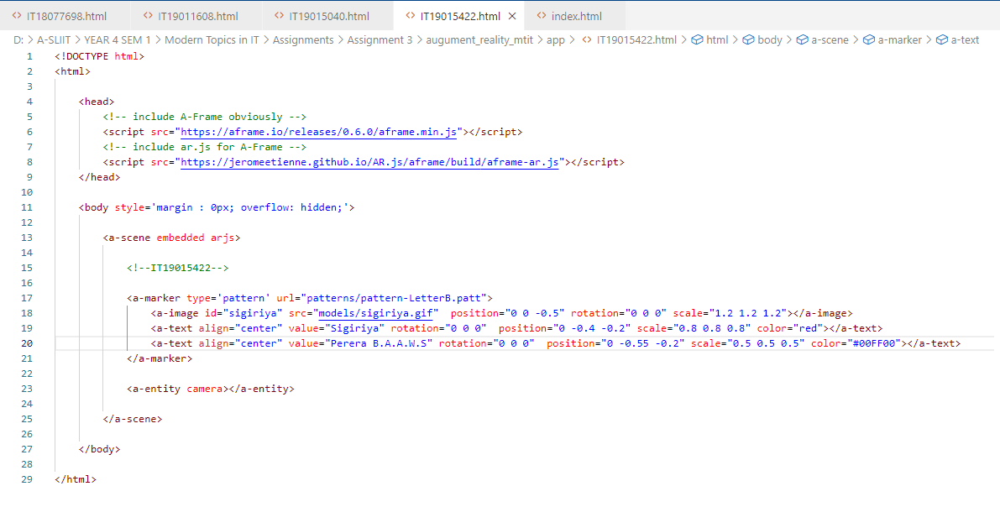 <> IT18077698.html <> IT19011608.html <> IT19015040.html <> IT19015422.html × <> index.html
D: > A-SLIIT > YEAR 4 SEM 1 > Modern Topics in IT > Assignments > Assignment 3 > augument_reality_mtit > app > <> IT19015422.html > html > body > a-scene > a-marker > a-text
1 <!DOCTYPE html>
2 <html>
3
4 <head>
5 <!-- include A-Frame obviously -->
6 <script src="https://aframe.io/releases/0.6.0/aframe.min.js"></script>
7 <!-- include ar.js for A-Frame -->
8 <script src="https://jeromeetienne.github.io/AR.js/aframe/build/aframe-ar.js"></script>
9 </head>
10
11 <body style='margin : 0px; overflow: hidden;'>
12
13 <a-scene embedded arjs>
14
15 <!--IT19015422-->
16
17 <a-marker type='pattern' url="patterns/pattern-LetterB.patt">
18 <a-image id="sigiriya" src="models/sigiriya.gif"  position="0 0 -0.5" rotation="0 0 0" scale="1.2 1.2 1.2"></a-image>
19 <a-text align="center" value="Sigiriya" rotation="0 0 0"  position="0 -0.4 -0.2" scale="0.8 0.8 0.8" color="red"></a-text>
20 <a-text align="center" value="Perera B.A.A.W.S" rotation="0 0 0"  position="0 -0.55 -0.2" scale="0.5 0.5 0.5" color="#00FF00"></a-text>
21 </a-marker>
22
23 <a-entity camera></a-entity>
24
25 </a-scene>
26
27 </body>
28
29 </html>